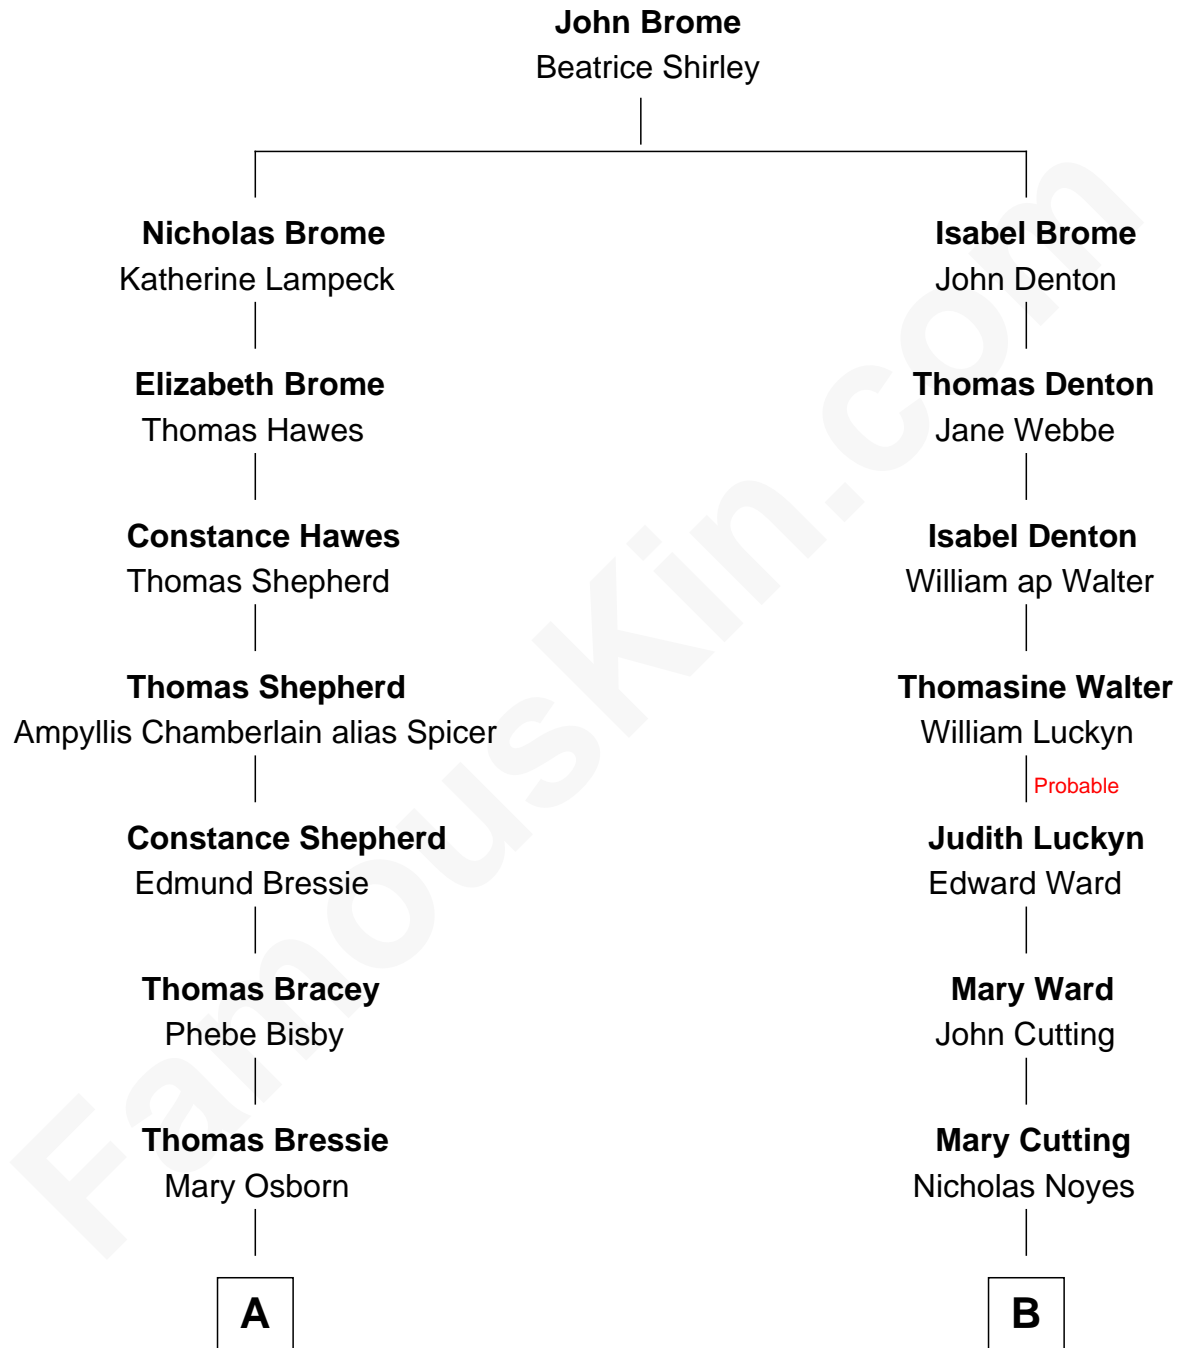 John Brome
Beatrice Shirley
Nicholas Brome
Katherine Lampeck
Elizabeth Brome
Thomas Hawes
Constance Hawes
Thomas Shepherd
Thomas Shepherd
Ampyllis Chamberlain alias Spicer
Constance Shepherd
Edmund Bressie
Thomas Bracey
Phebe Bisby
Thomas Bressie
Mary Osborn
A
Isabel Brome
John Denton
Thomas Denton
Jane Webbe
Isabel Denton
William ap Walter
Thomasine Walter
William Luckyn
Probable
Judith Luckyn
Edward Ward
Mary Ward
John Cutting
Mary Cutting
Nicholas Noyes
B
FamousKin.com